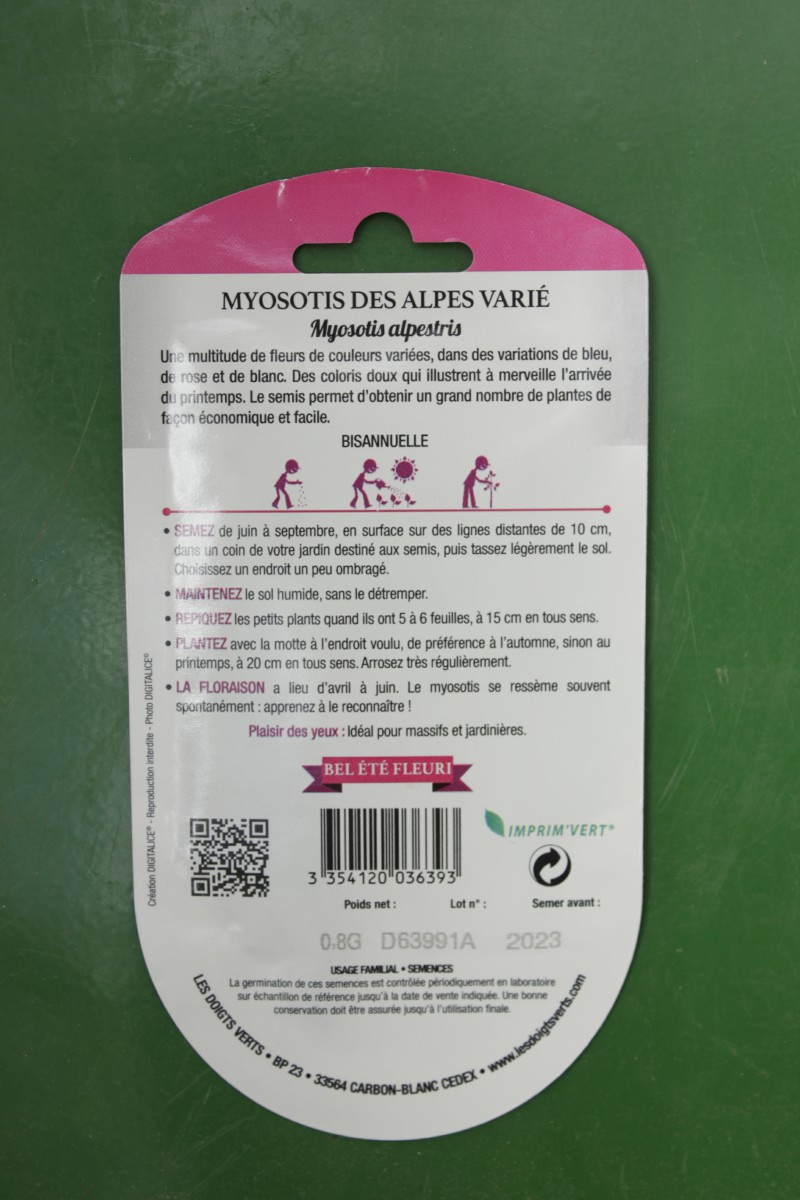 MYOSOTIS DES ALPES VARIÉ
Myosotis alpestris
Une multitude de fleurs de couleurs variées, dans des variations de bleu,
de rose et de blanc. Des coloris doux qui illustrent à merveille l'arrivée
du printemps. Le semis permet d'obtenir un grand nombre de plantes de
façon économique et facile.
BISANNUELLE
• SEMEZ de juin à septembre, en surface sur des lignes distantes de 10 cm,
dans un coin de votre jardin destiné aux semis, puis tassez légèrement le sol.
Choisissez un endroit un peu ombragé.
• MAINTENEZ le sol humide, sans le détremper.
• REPIQUEZ les petits plants quand ils ont 5 à 6 feuilles, à 15 cm en tous sens.
• PLANTEZ avec la motte à l'endroit voulu, de préférence à l'automne, sinon au
printemps, à 20 cm en tous sens. Arrosez très régulièrement.
• LA FLORAISON a lieu d'avril à juin. Le myosotis se ressème souvent
spontanément : apprenez à le reconnaître !
Plaisir des yeux : Idéal pour massifs et jardinières.
BEL ÉTÉ FLEURI
Création DIGITALICE® - Reproduction interdite - Photo DIGITALICE®
IMPRIM'VERT®
3 354120 036393
Poids net : Lot n° : Semer avant :
0.8G D63991A 2023
USAGE FAMILIAL • SEMENCES
La germination de ces semences est contrôlée périodiquement en laboratoire
sur échantillon de référence jusqu'à la date de vente indiquée. Une bonne
conservation doit être assurée jusqu'à l'utilisation finale.
LES DOIGTS VERTS • BP 23 • 33564 CARBON-BLANC CEDEX • www.lesdoigtsverts.com